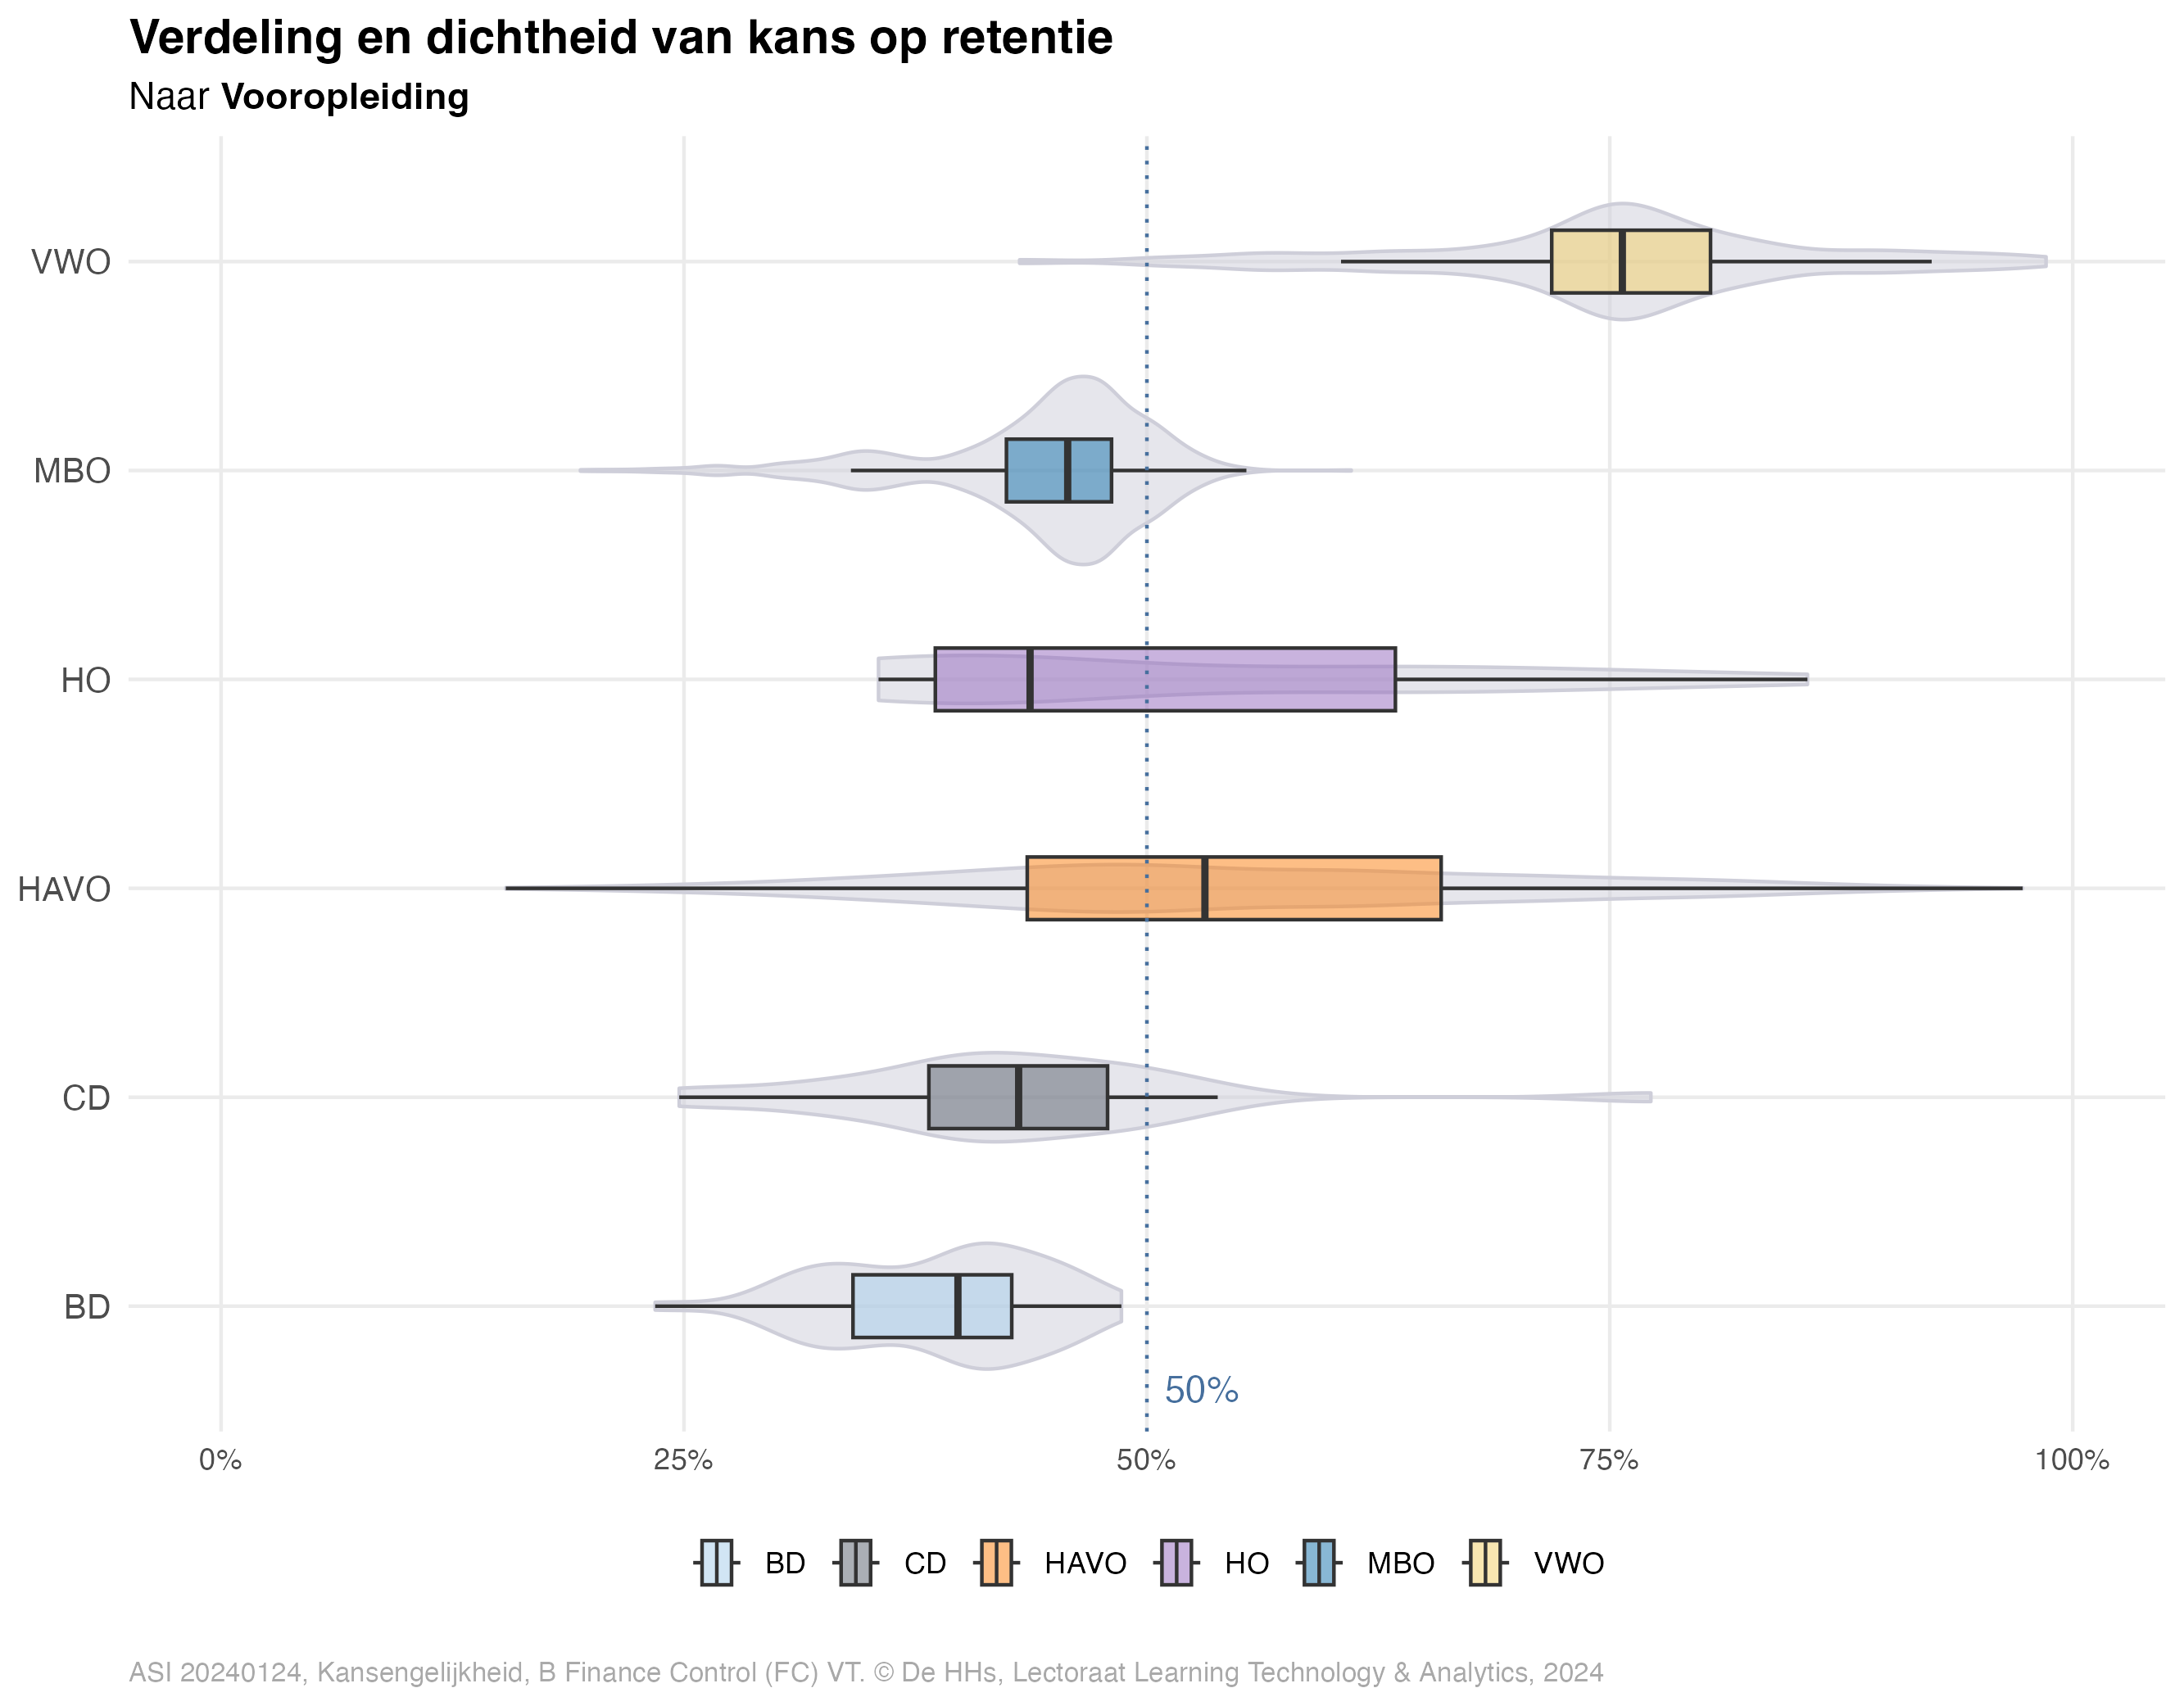 Verdeling en dichtheid van kans op retentie
Naar Vooropleiding
VWO
MBO
HO
HAVO
CD
BD
50%
0% 25% 50% 75% 100%
BD CD HAVO HO MBO VWO
ASI 20240124, Kansengelijkheid, B Finance Control (FC) VT. © De HHs, Lectoraat Learning Technology & Analytics, 2024